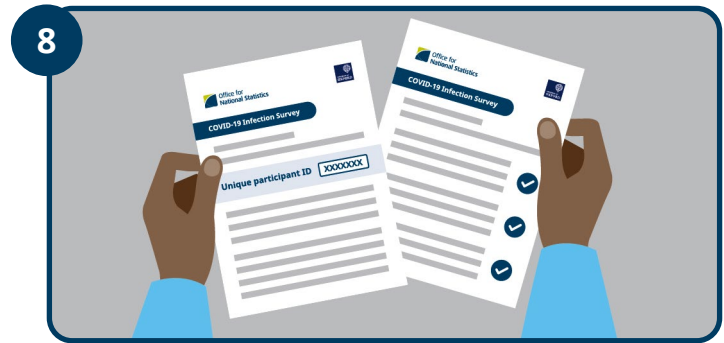 8
Office for
National Statistics
COVID-19 Infection Survey
Unique participant ID XXXXXXX
Office for
National Statistics
COVID-19 Infection Survey